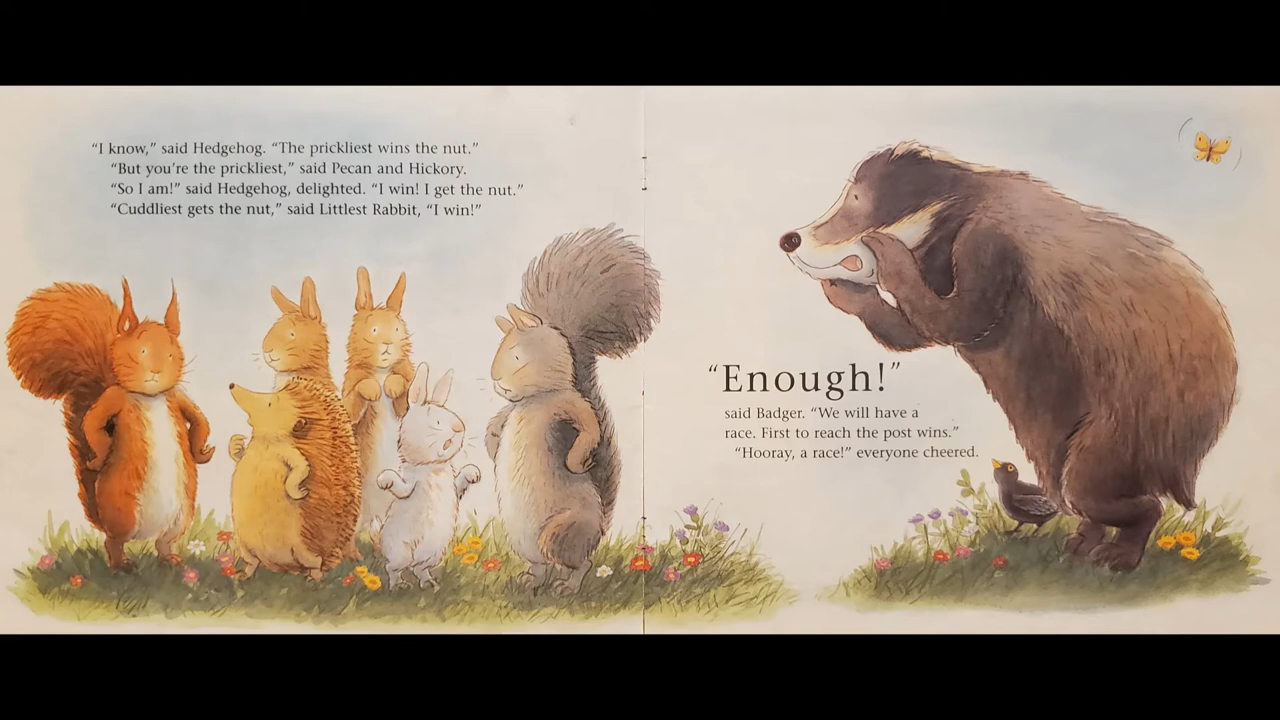 “I know,” said Hedgehog. “The prickliest wins the nut.”
“But you’re the prickliest,” said Pecan and Hickory.
“So I am!” said Hedgehog, delighted. “I win! I get the nut.”
“Cuddliest gets the nut,” said Littlest Rabbit, “I win!”
“Enough!”
said Badger. “We will have a
race. First to reach the post wins.”
“Hooray, a race!” everyone cheered.